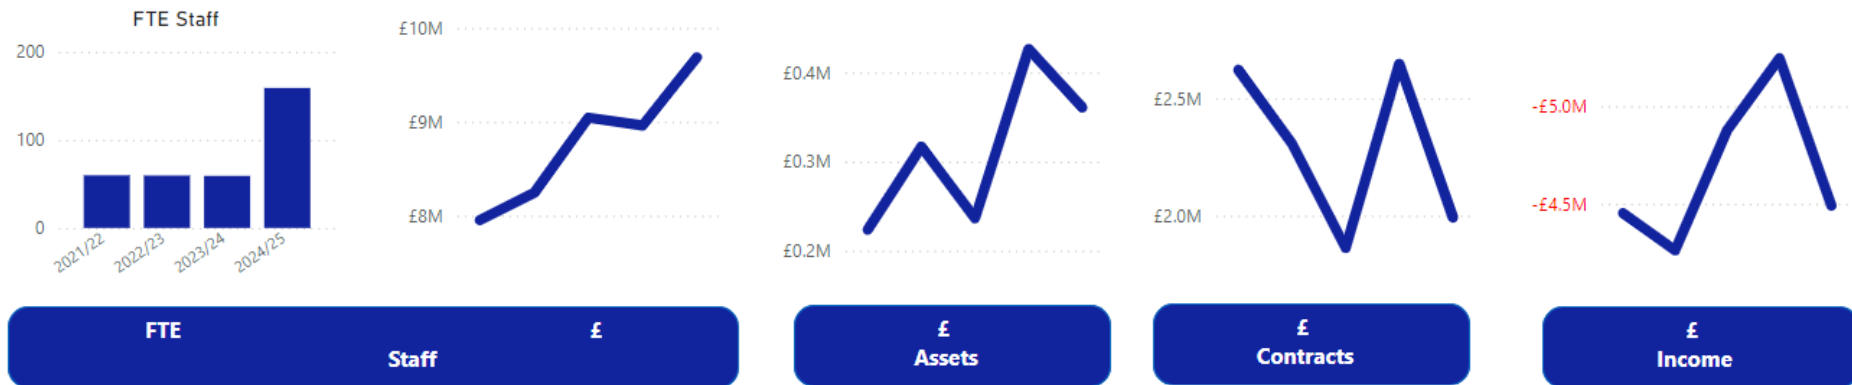 FTE Staff
200
100
0
2021/22
2022/23
2023/24
2024/25
£10M
£9M
£8M
£0.4M
£0.3M
£0.2M
£2.5M
£2.0M
-£5.0M
-£4.5M
FTE £
Staff
£
Assets
£
Contracts
£
Income